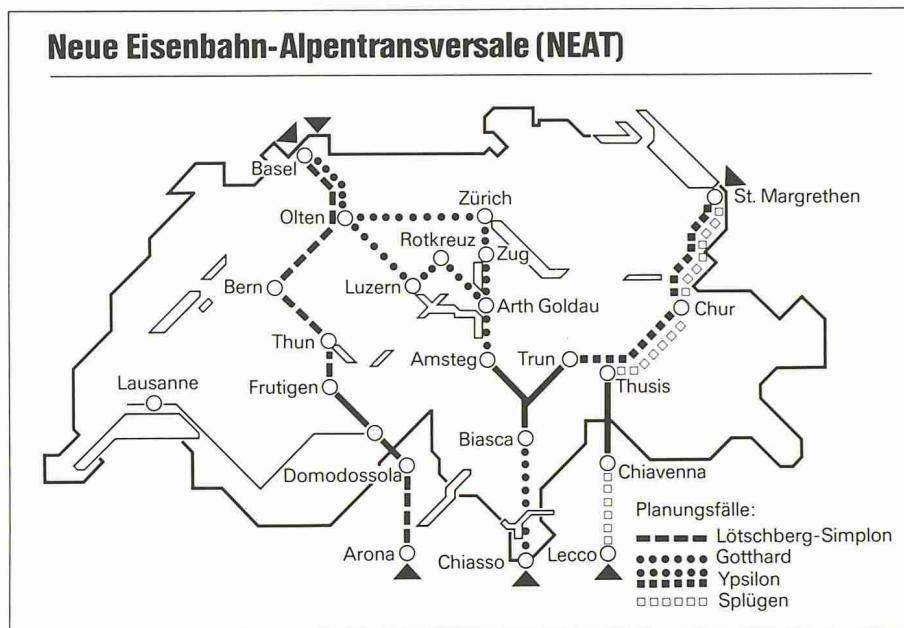 Neue Eisenbahn-Alpentransversale (NEAT)
Basel
St. Margrethen
Olten
Zürich
Rotkreuz
Zug
Bern
Luzern
Arth Goldau
Chur
Thun
Amsteg
Trun
Frutigen
Thusis
Lausanne
Biasca
Domodossola
Chiavenna
Planungsfälle:
Lötschberg-Simplon
Gotthard
Ypsilon
Splügen
Arona
Chiasso
Lecco